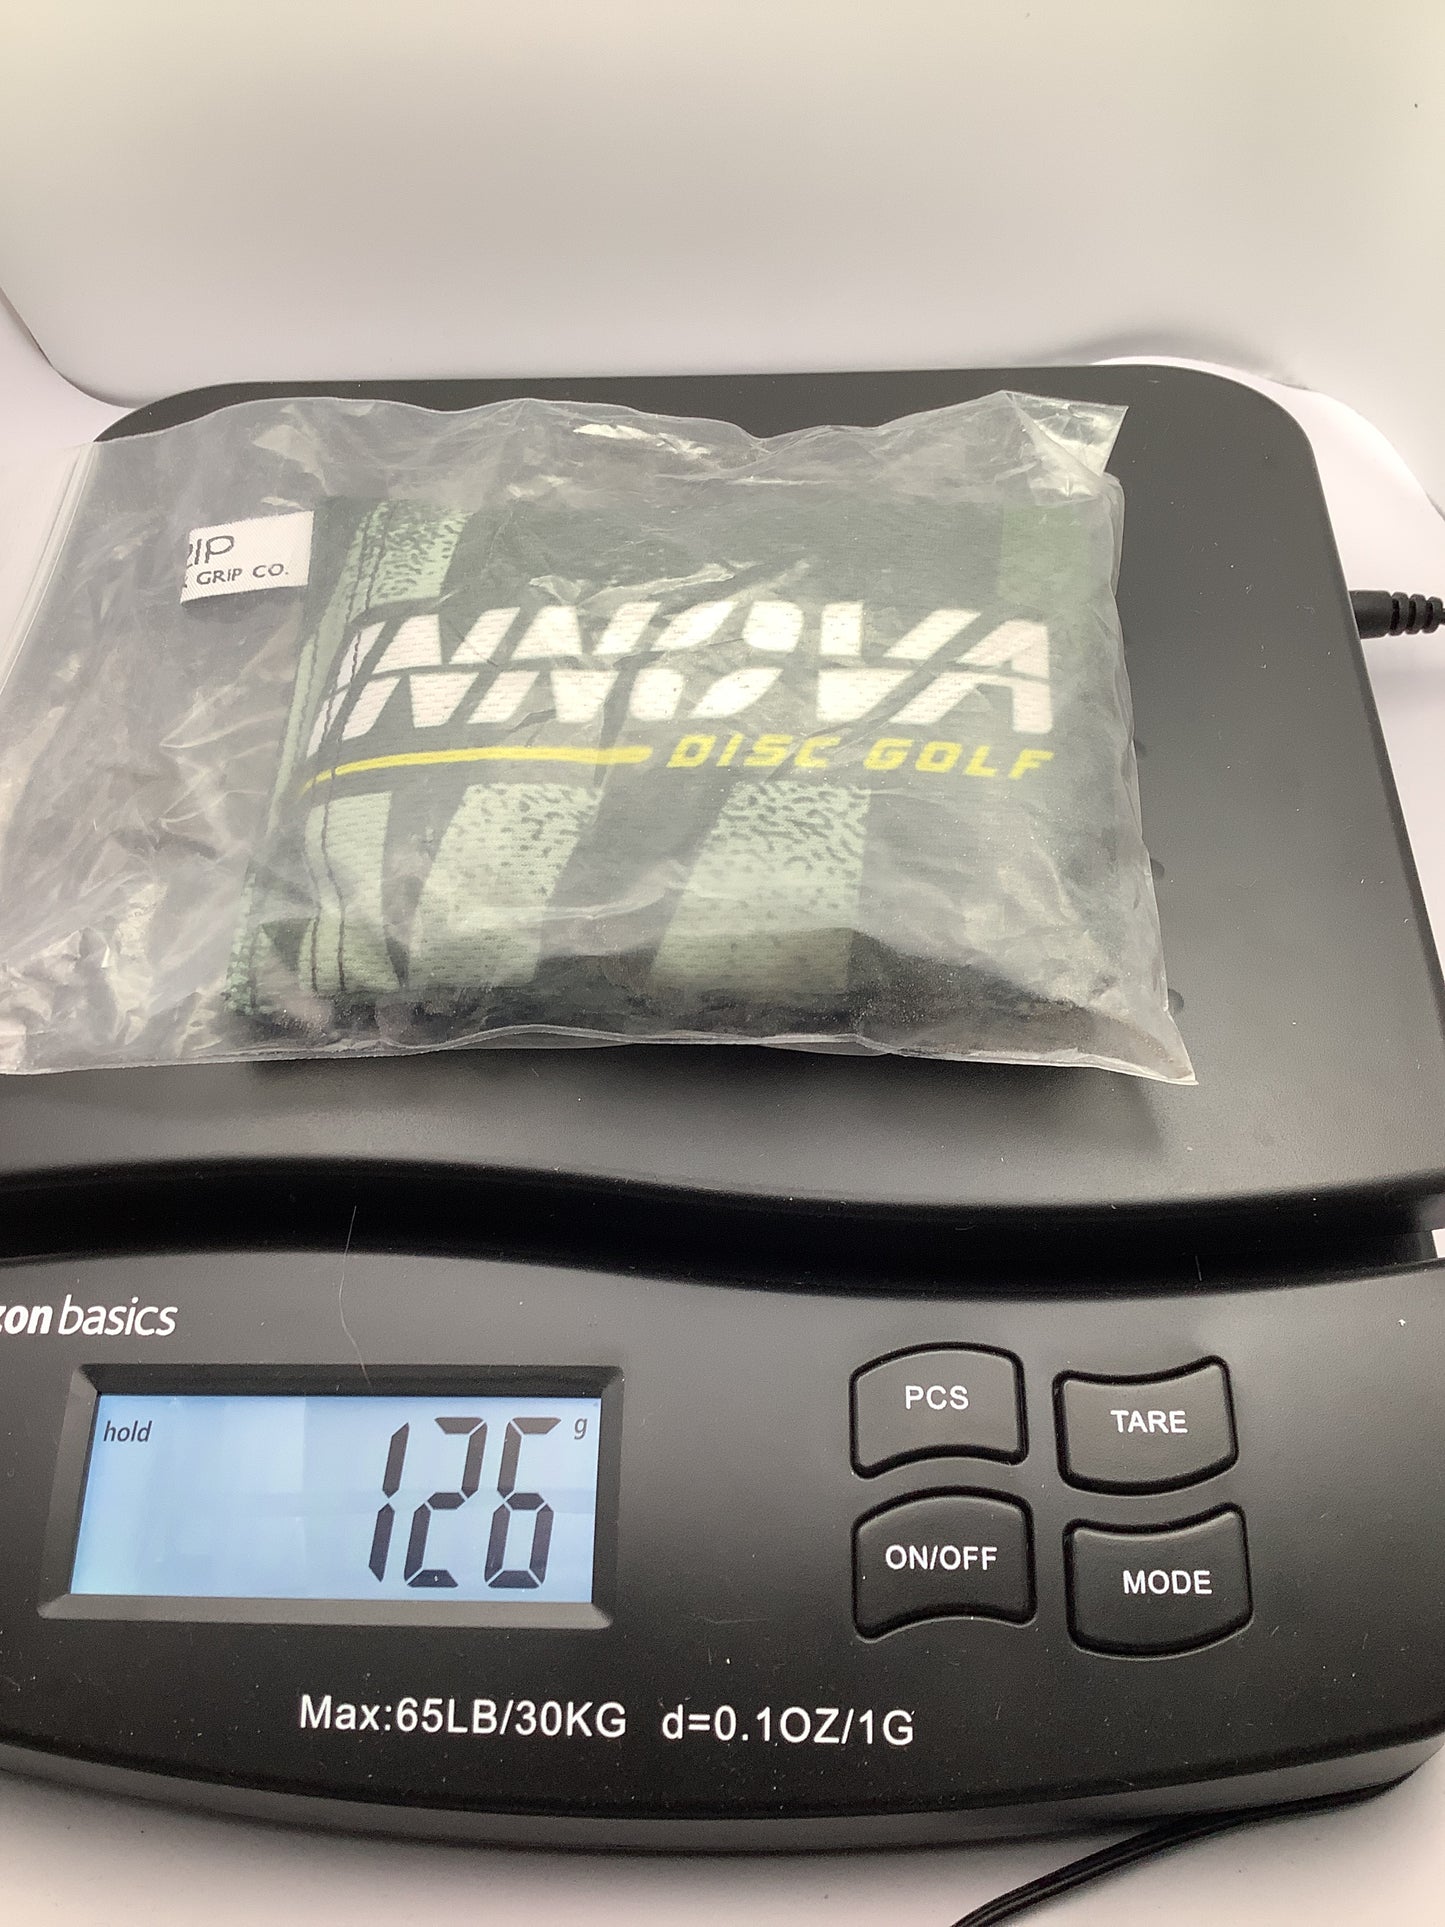 GRIP CO.
INNOVA
DISC GOLF
basics
hold
126 g
PCS
TARE
ON/OFF
MODE
Max:65LB/30KG d=0.1OZ/1G